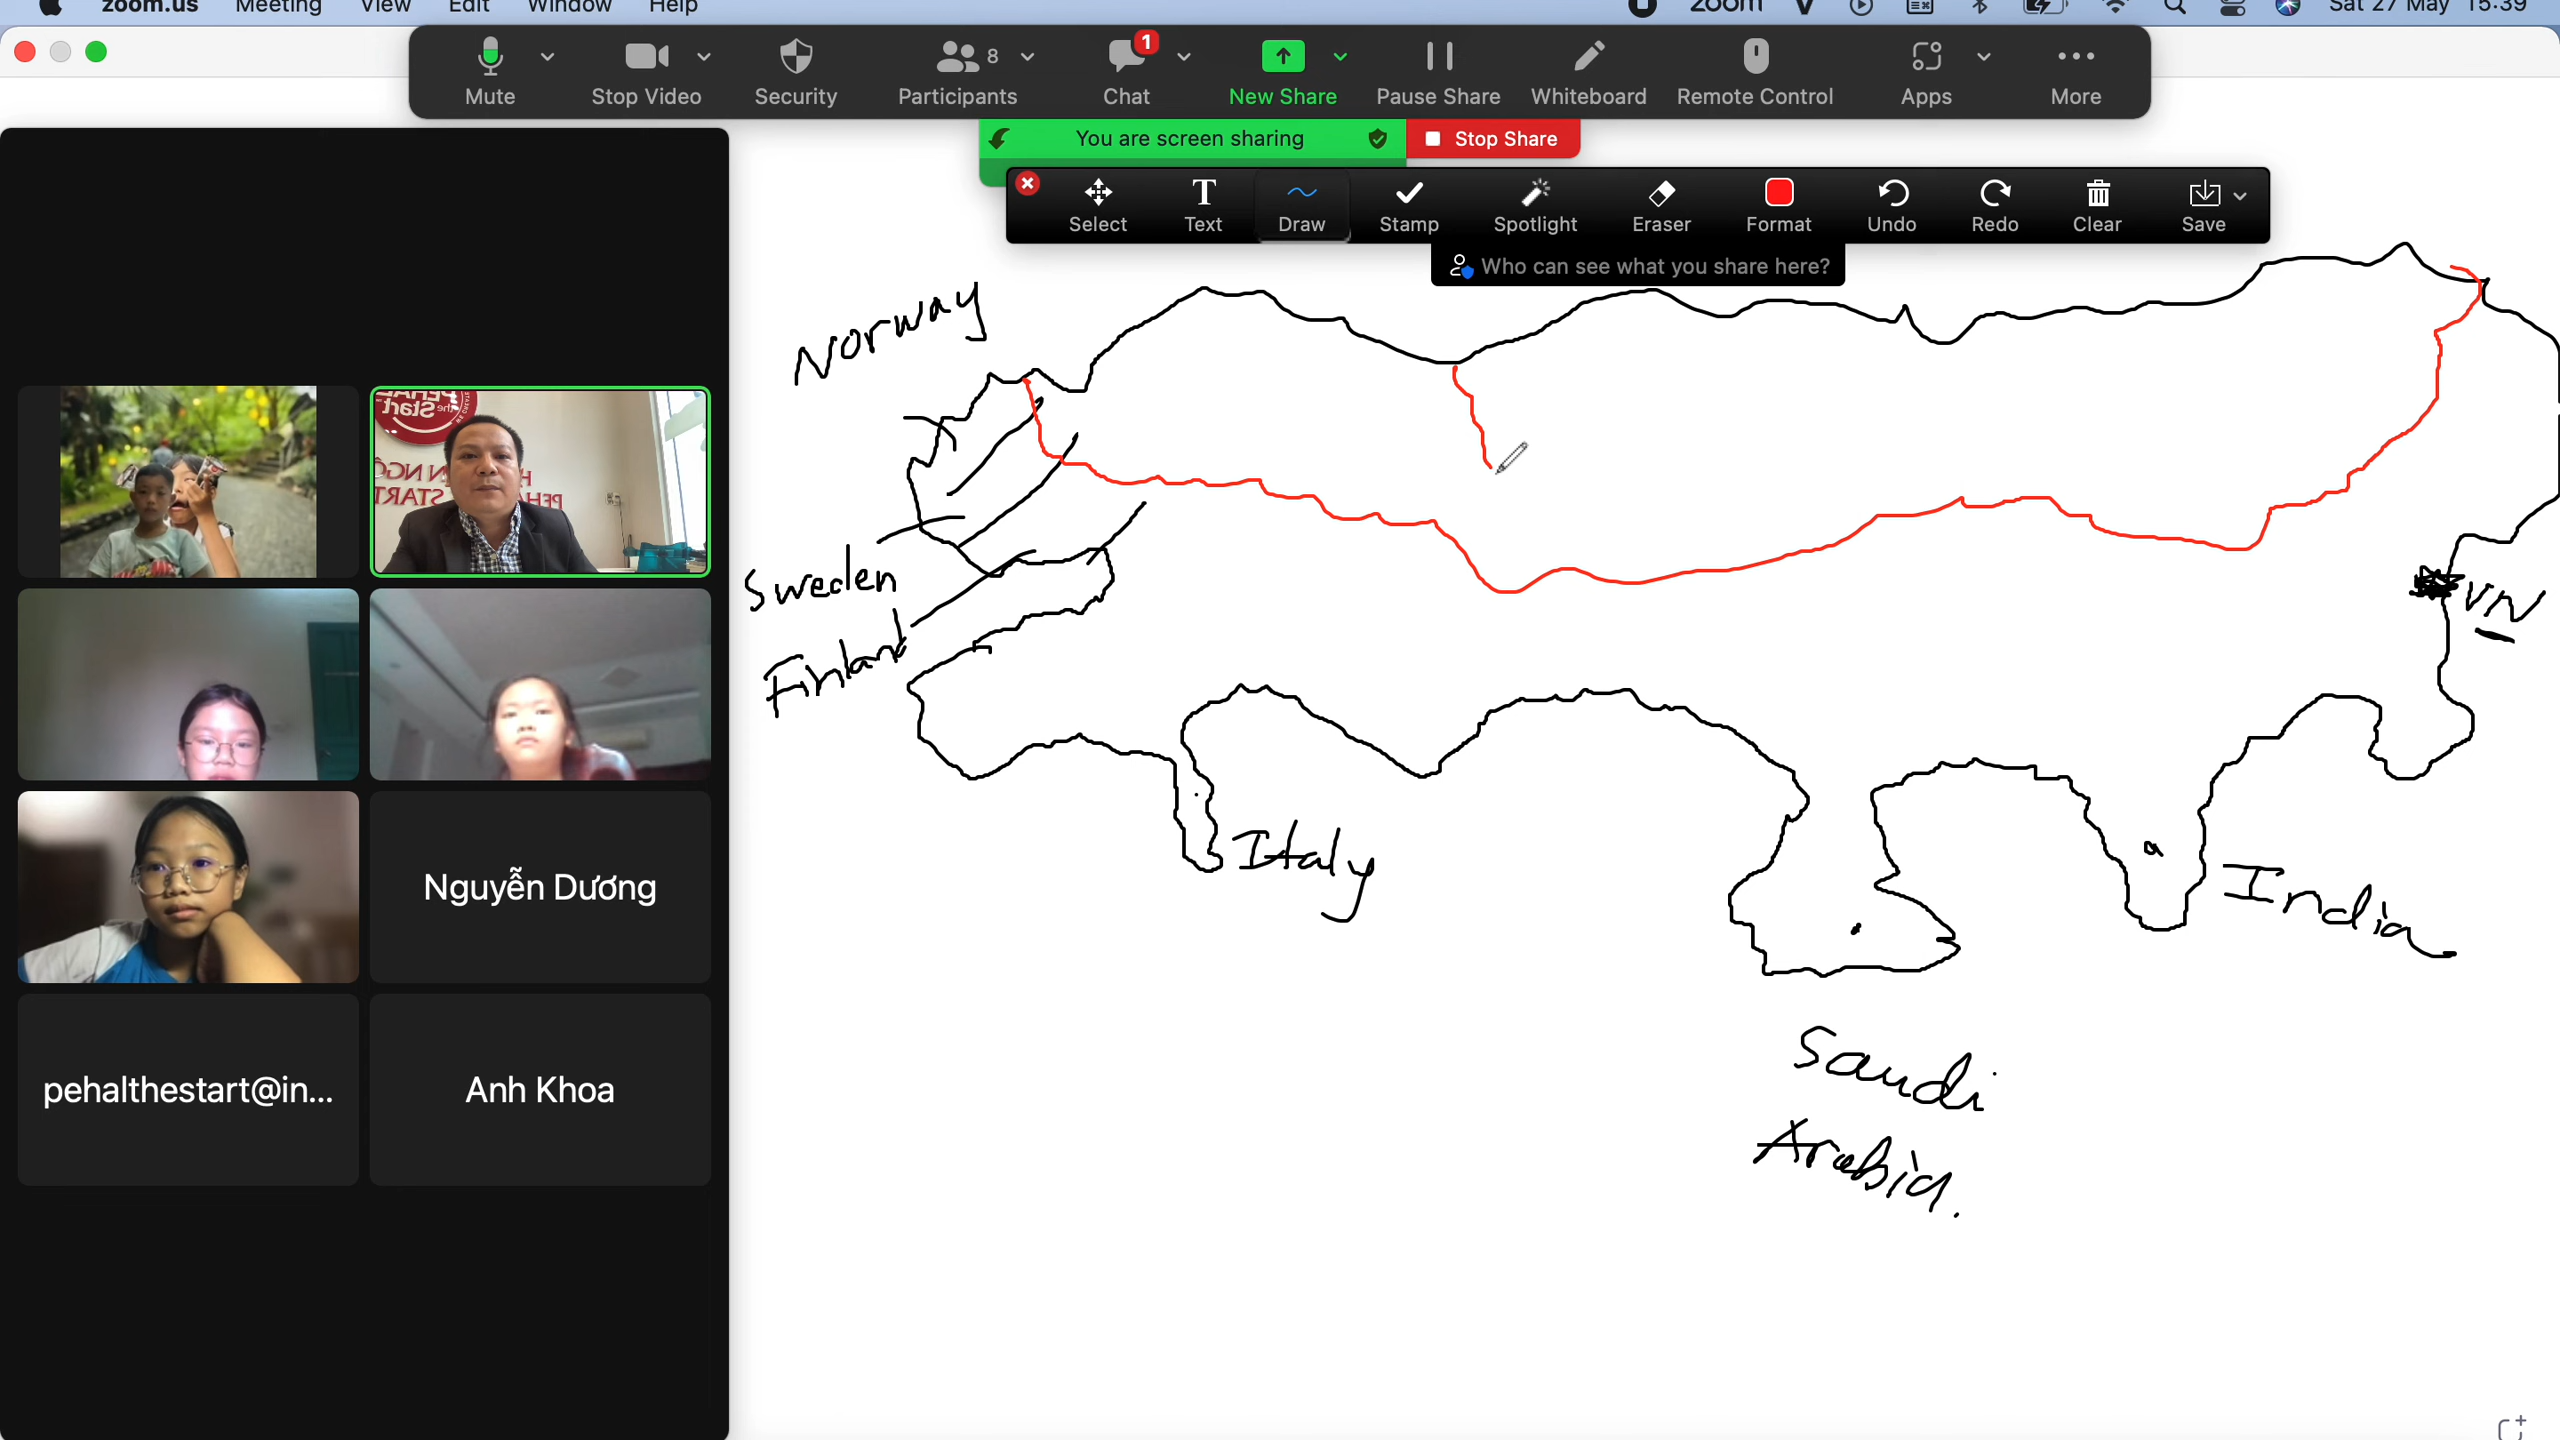 zoom.us Meeting View Edit Window Help zoom Sat 27 May 15:39
Mute Stop Video Security Participants 8 Chat 1 New Share Pause Share Whiteboard Remote Control Apps More
You are screen sharing Stop Share
Select Text Draw Stamp Spotlight Eraser Format Undo Redo Clear Save
Who can see what you share here?
Norway
Sweden
Finland
VN
Italy
India
Saudi
Arabia.
Nguyễn Dương
pehalthestart@in...
Anh Khoa